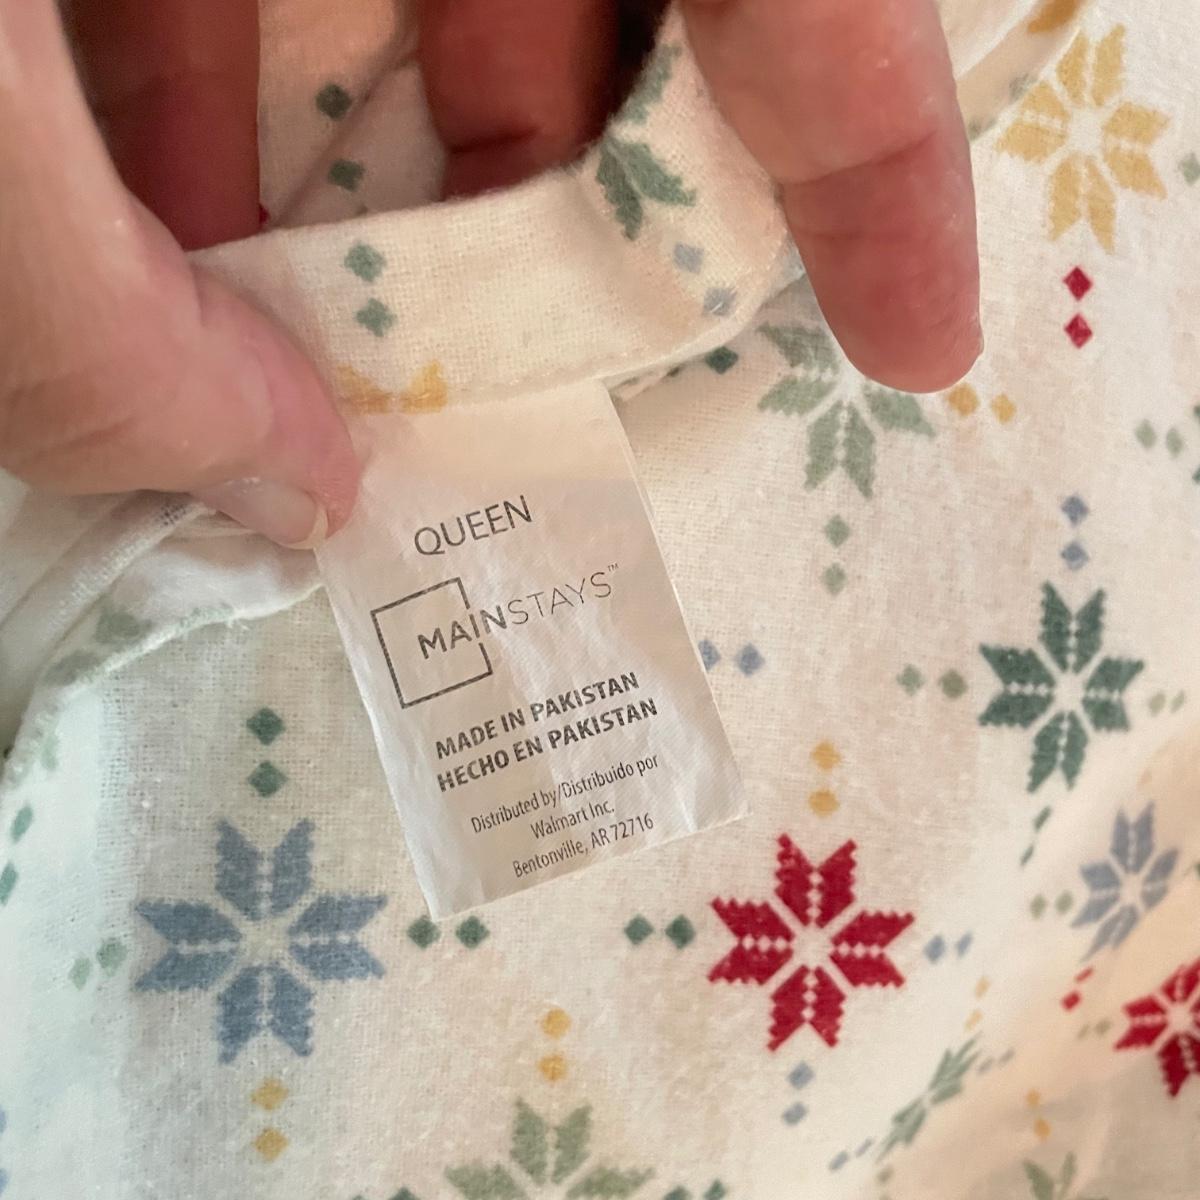 QUEEN
MAINSTAYS™
MADE IN PAKISTAN
HECHO EN PAKISTAN
Distributed by/Distribuido por
Walmart Inc.
Bentonville, AR 72716